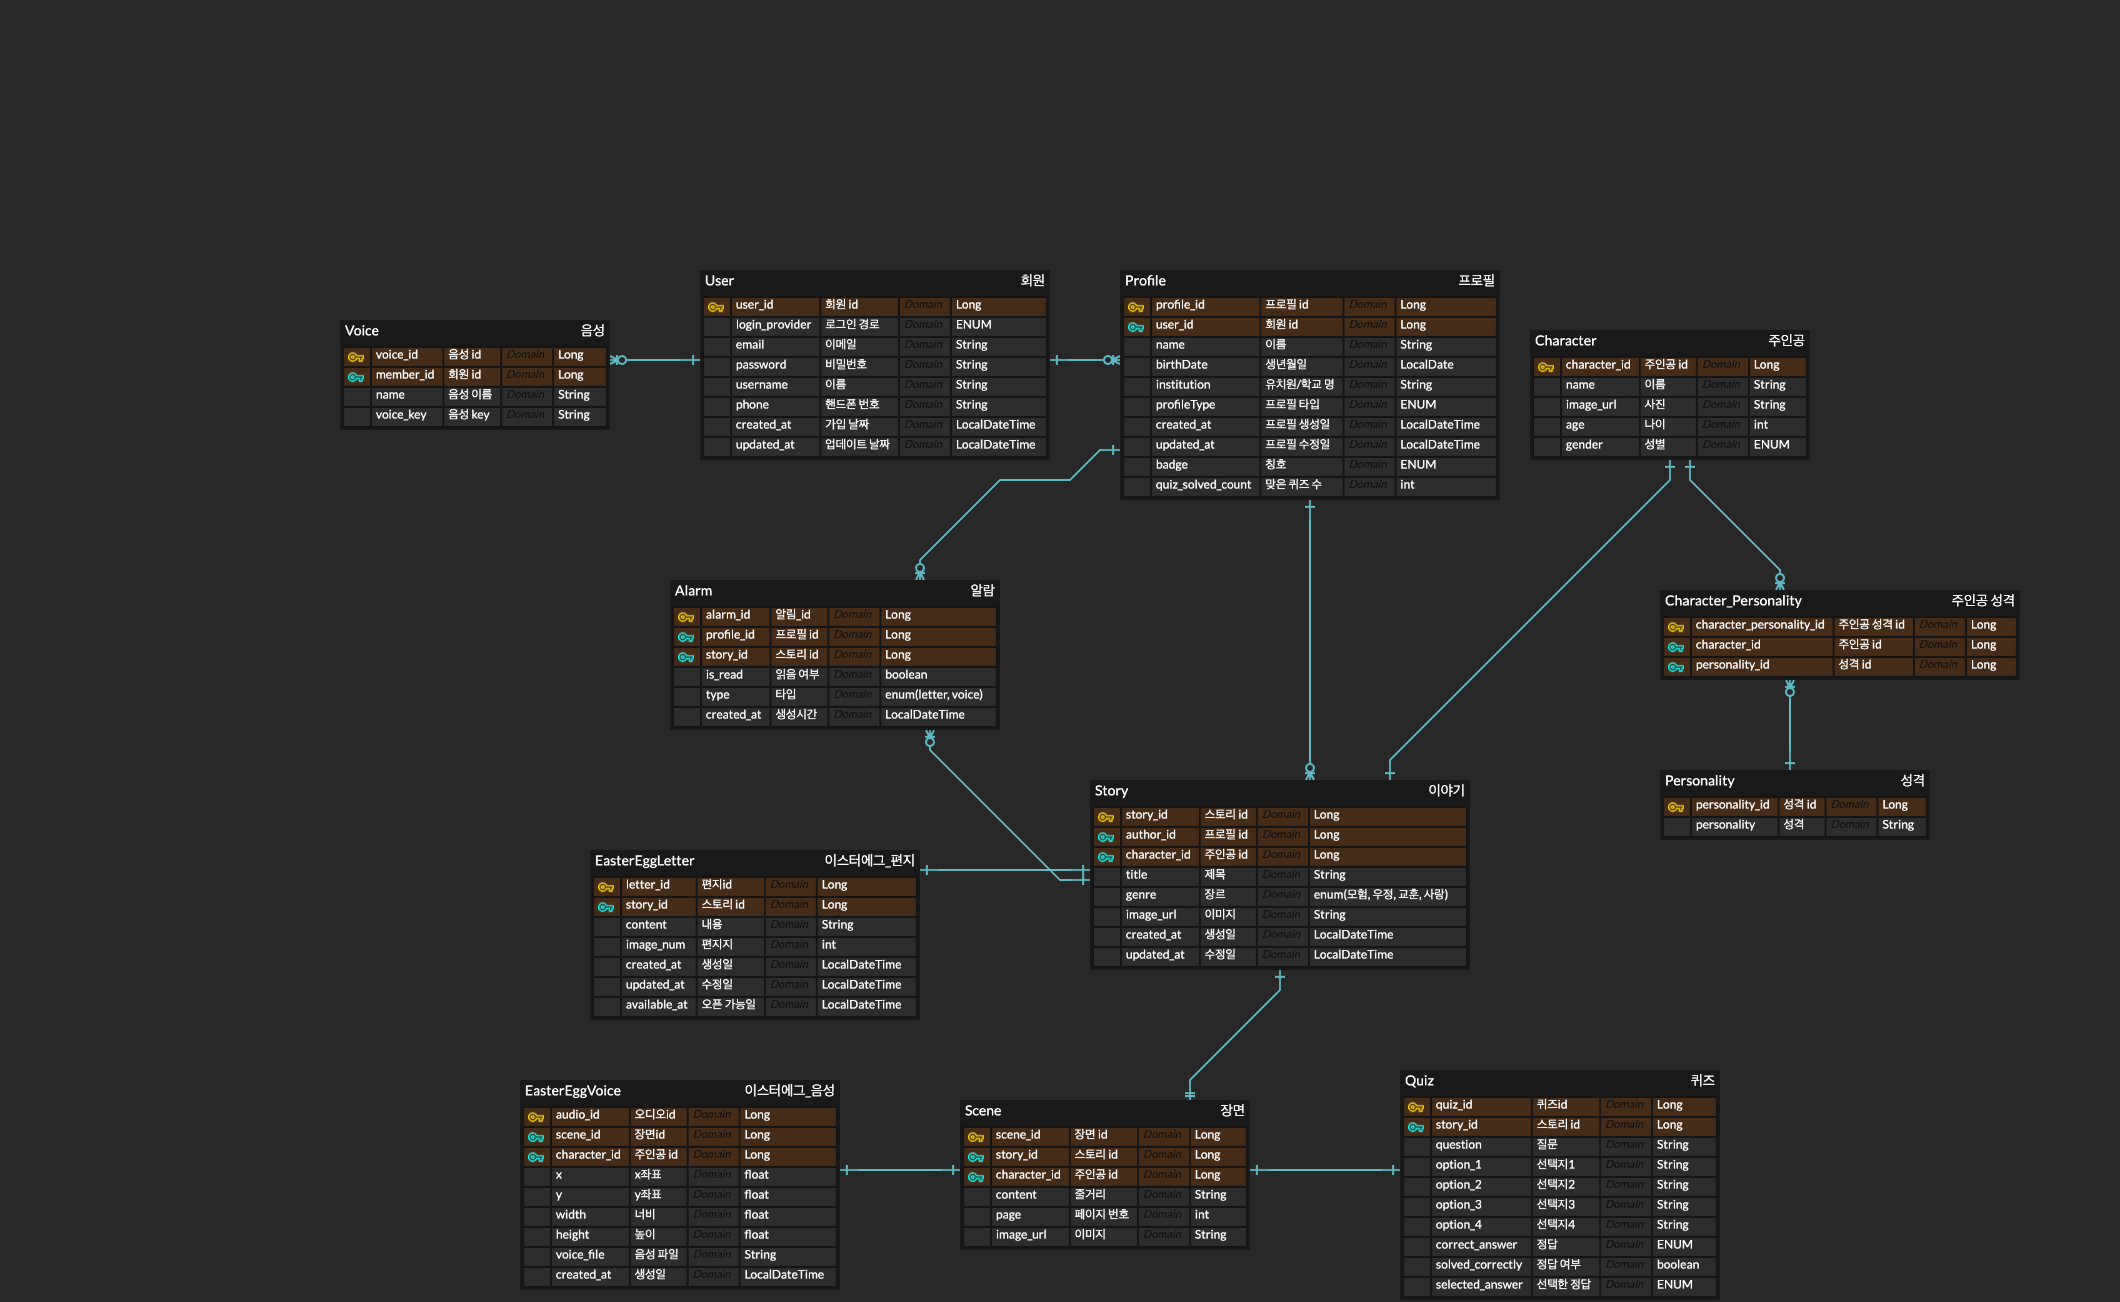 User 회원
user_id 회원 id Domain Long
login_provider 로그인 경로 Domain ENUM
email 이메일 Domain String
password 비밀번호 Domain String
username 이름 Domain String
phone 핸드폰 번호 Domain String
created_at 가입 날짜 Domain LocalDateTime
updated_at 업데이트 날짜 Domain LocalDateTime
Profile 프로필
profile_id 프로필 id Domain Long
user_id 회원 id Domain Long
name 이름 Domain String
birthDate 생년월일 Domain LocalDate
institution 유치원/학교 명 Domain String
profileType 프로필 타입 Domain ENUM
created_at 프로필 생성일 Domain LocalDateTime
updated_at 프로필 수정일 Domain LocalDateTime
badge 칭호 Domain ENUM
quiz_solved_count 맞은 퀴즈 수 Domain int
Voice 음성
voice_id 음성 id Domain Long
member_id 회원 id Domain Long
name 음성 이름 Domain String
voice_key 음성 key Domain String
Character 주인공
character_id 주인공 id Domain Long
name 이름 Domain String
image_url 사진 Domain String
age 나이 Domain int
gender 성별 Domain ENUM
Alarm 알람
alarm_id 알림_id Domain Long
profile_id 프로필 id Domain Long
story_id 스토리 id Domain Long
is_read 읽음 여부 Domain boolean
type 타입 Domain enum(letter, voice)
created_at 생성시간 Domain LocalDateTime
Character_Personality 주인공 성격
character_personality_id 주인공 성격 id Domain Long
character_id 주인공 id Domain Long
personality_id 성격 id Domain Long
Personality 성격
personality_id 성격 id Domain Long
personality 성격 Domain String
Story 이야기
story_id 스토리 id Domain Long
author_id 프로필 id Domain Long
character_id 주인공 id Domain Long
title 제목 Domain String
genre 장르 Domain enum(모험, 우정, 교훈, 사랑)
image_url 이미지 Domain String
created_at 생성일 Domain LocalDateTime
updated_at 수정일 Domain LocalDateTime
EasterEggLetter 이스터에그_편지
letter_id 편지id Domain Long
story_id 스토리 id Domain Long
content 내용 Domain String
image_num 편지지 Domain int
created_at 생성일 Domain LocalDateTime
updated_at 수정일 Domain LocalDateTime
available_at 오픈 가능일 Domain LocalDateTime
EasterEggVoice 이스터에그_음성
audio_id 오디오id Domain Long
scene_id 장면id Domain Long
character_id 주인공 id Domain Long
x x좌표 Domain float
y y좌표 Domain float
width 너비 Domain float
height 높이 Domain float
voice_file 음성 파일 Domain String
created_at 생성일 Domain LocalDateTime
Scene 장면
scene_id 장면 id Domain Long
story_id 스토리 id Domain Long
character_id 주인공 id Domain Long
content 줄거리 Domain String
page 페이지 번호 Domain int
image_url 이미지 Domain String
Quiz 퀴즈
quiz_id 퀴즈id Domain Long
story_id 스토리 id Domain Long
question 질문 Domain String
option_1 선택지1 Domain String
option_2 선택지2 Domain String
option_3 선택지3 Domain String
option_4 선택지4 Domain String
correct_answer 정답 Domain ENUM
solved_correctly 정답 여부 Domain boolean
selected_answer 선택한 정답 Domain ENUM